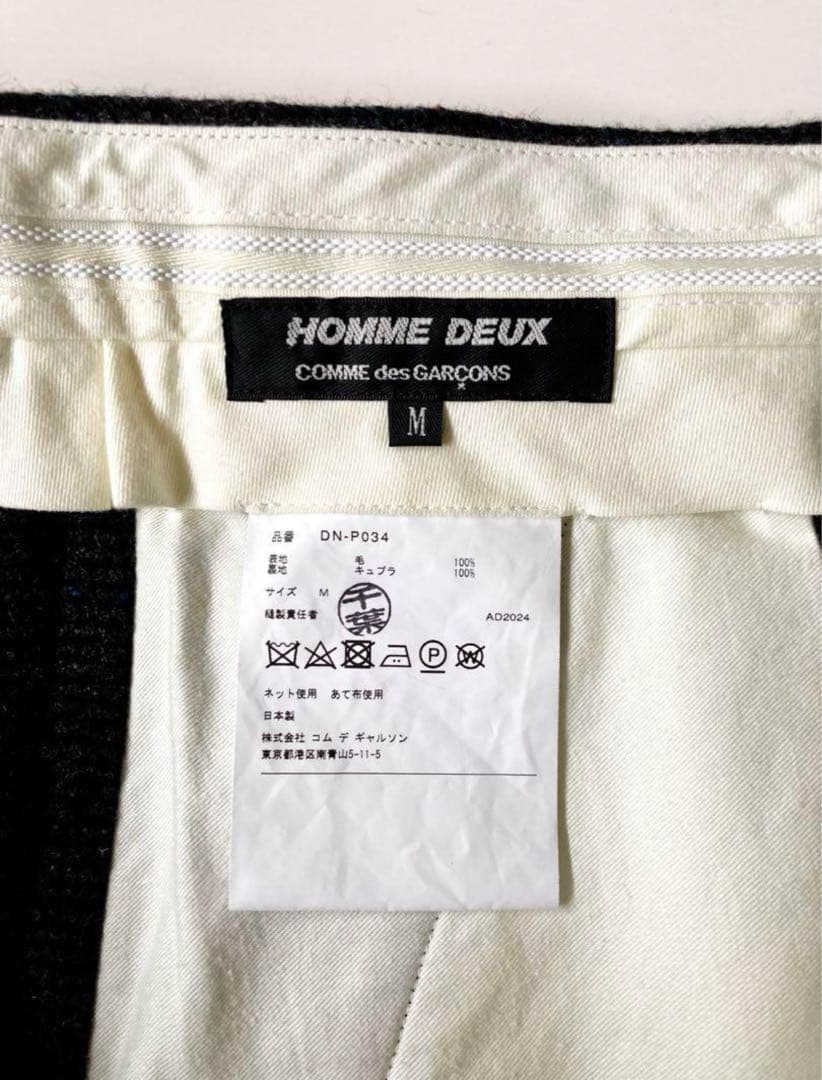 HOMME DEUX
COMME des GARÇONS
M
品番 DN-P034
表地 毛 100%
裏地 キュプラ 100%
サイズ M
縫製責任者 千葉 AD2024
P W
ネット使用 あて布使用
日本製
株式会社 コム デ ギャルソン
東京都港区南青山5-11-5